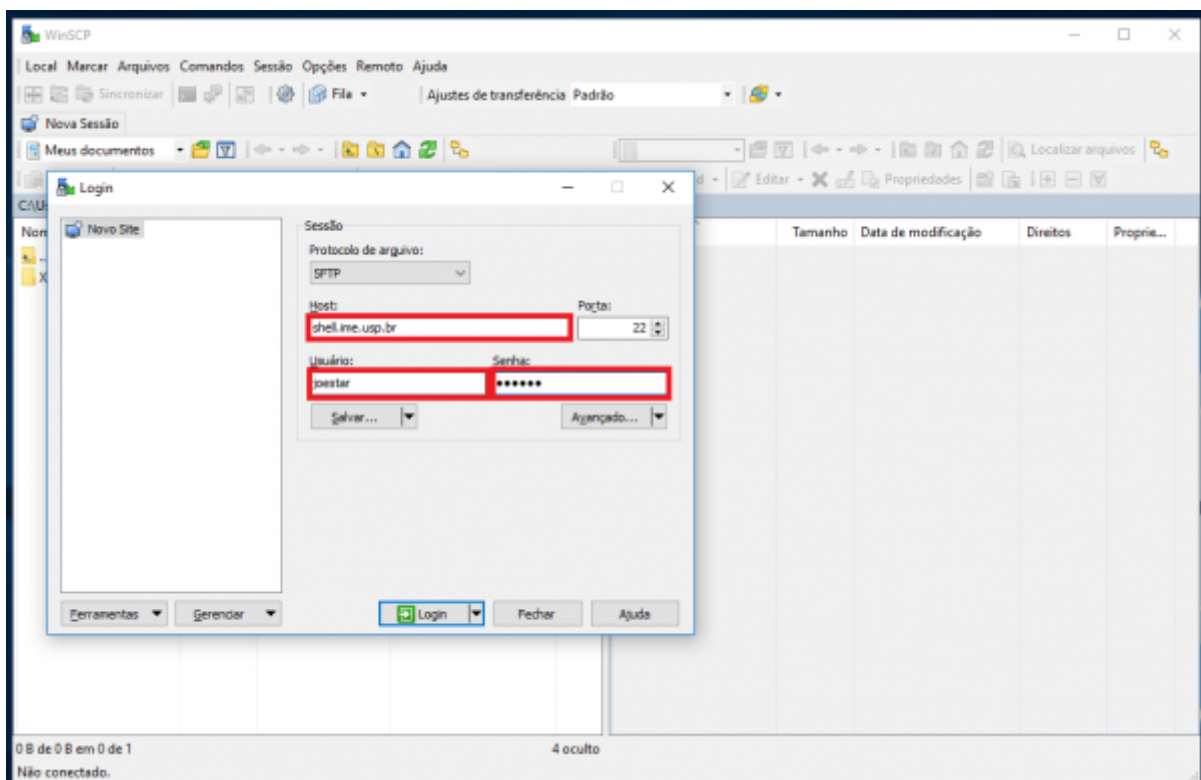 WinSCP
Local Marcar Arquivos Comandos Sessão Opções Remoto Ajuda
Sincronizar Fila Ajustes de transferência Padrão
Nova Sessão
Meus documentos Localizar arquivos
Editar Propriedades
Login
Novo Site
Sessão
Protocolo de arquivo:
SFTP
Host: Porta:
shell.ime.usp.br 22
Usuário: Senha:
joestar ••••••
Salvar... Avançado...
Tamanho Data de modificação Direitos Proprie...
Ferramentas Gerenciar Login Fechar Ajuda
0 B de 0 B em 0 de 1 4 oculto
Não conectado.